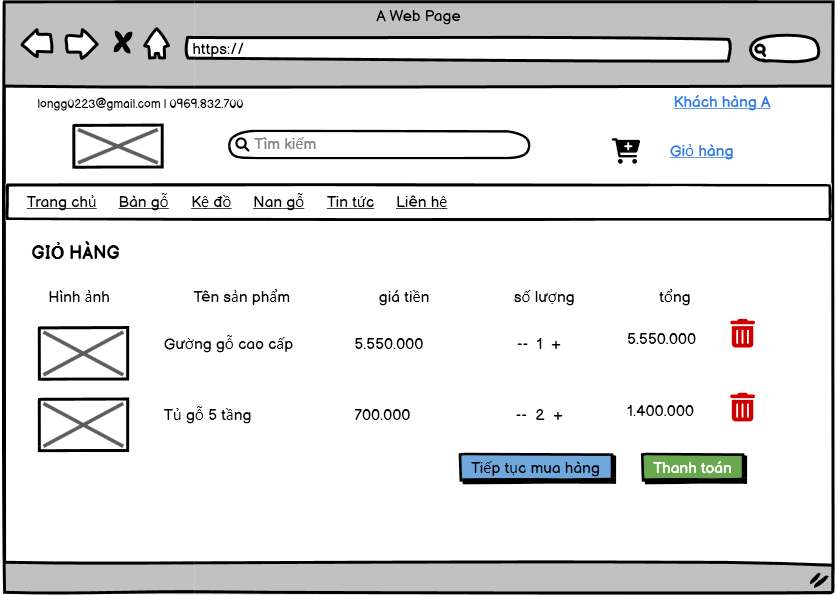 A Web Page
https://
longg0223@gmail.com | 0969.832.700
Khách hàng A
Tìm kiếm
Giỏ hàng
Trang chủ Bàn gỗ Kê đồ Nan gỗ Tin tức Liên hệ
GIỎ HÀNG
Hình ảnh Tên sản phẩm giá tiền số lượng tổng
Gường gỗ cao cấp 5.550.000 -- 1 + 5.550.000
Tủ gỗ 5 tầng 700.000 -- 2 + 1.400.000
Tiếp tục mua hàng Thanh toán